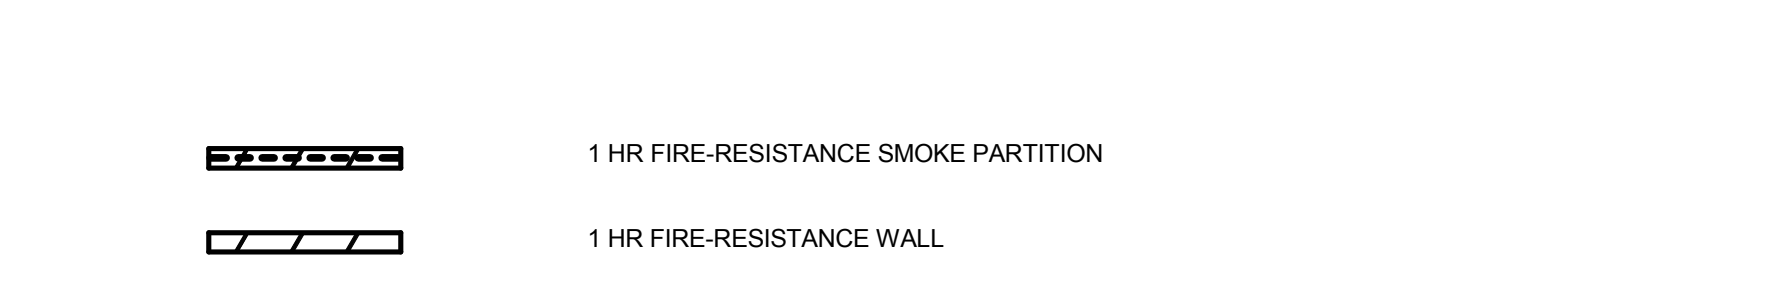 1 HR FIRE-RESISTANCE SMOKE PARTITION
1 HR FIRE-RESISTANCE WALL